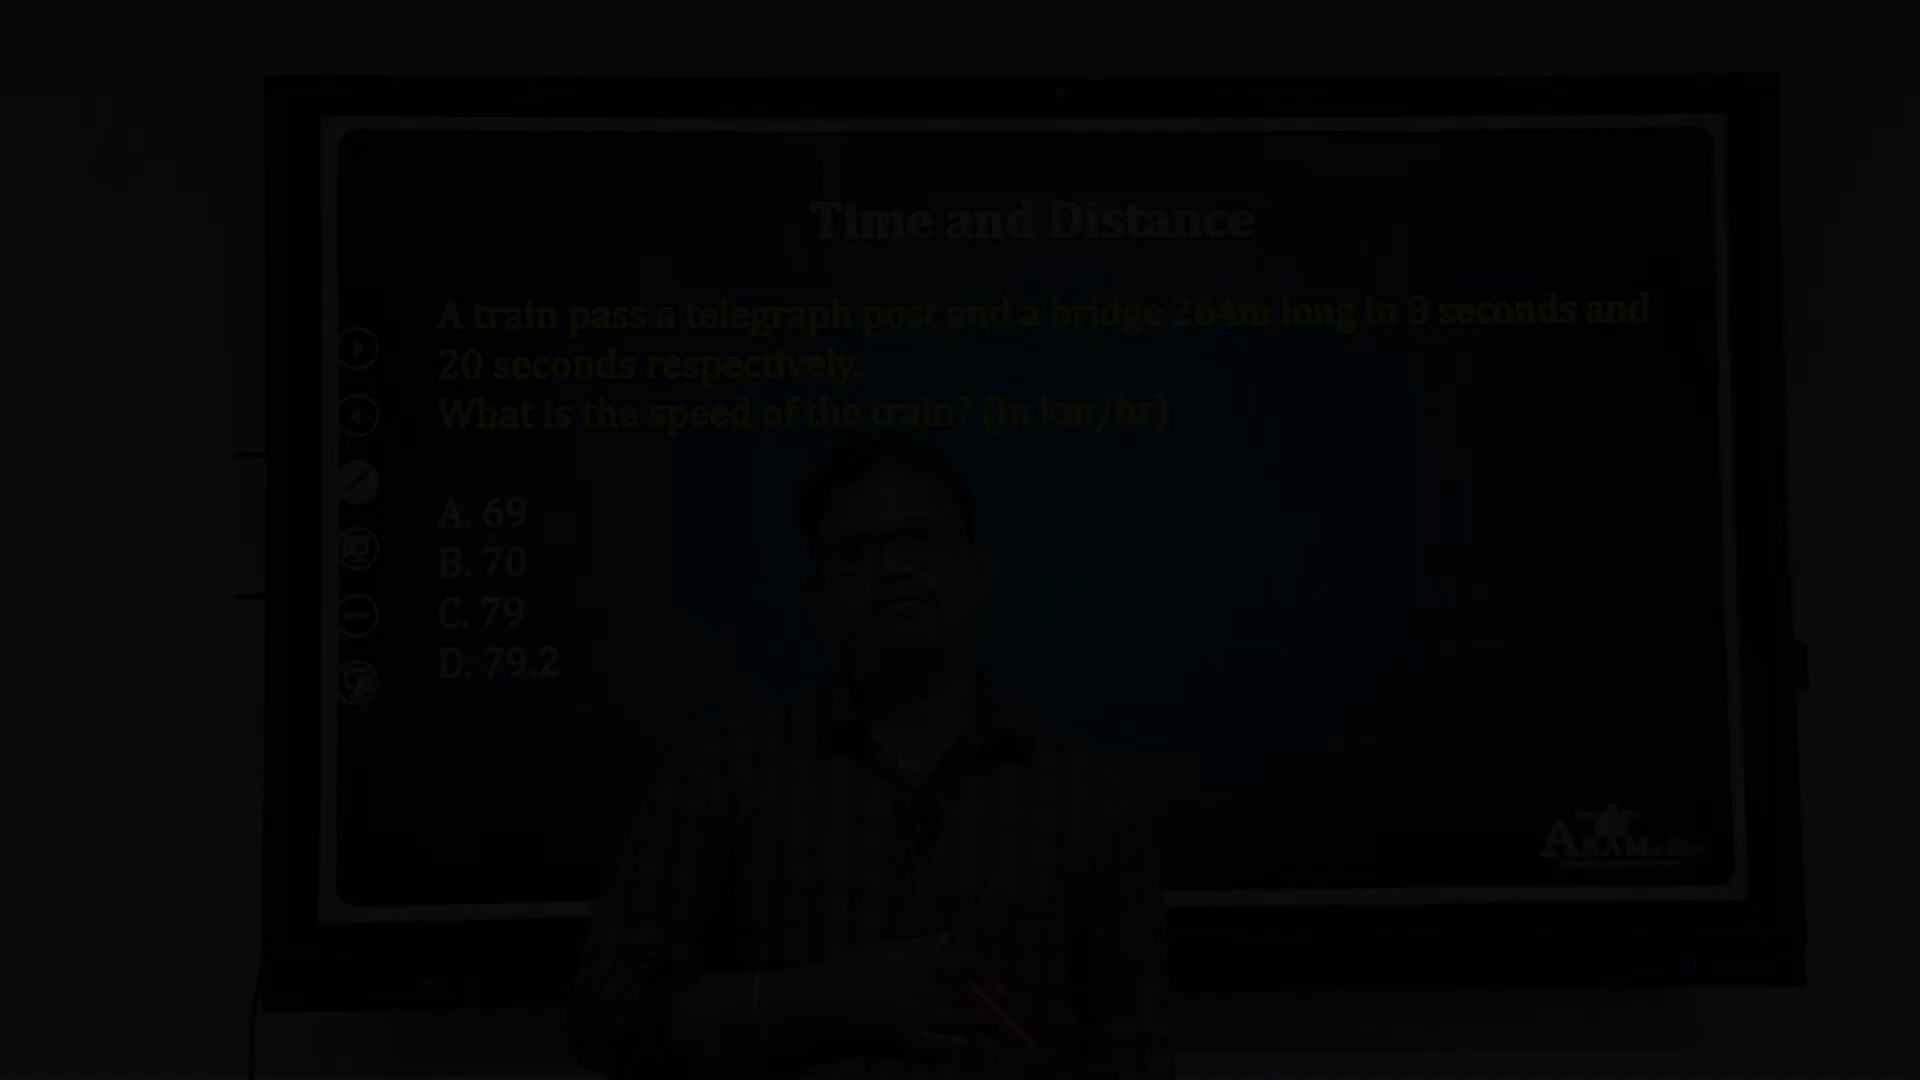 Time and Distance
A train pass a telegraph post and a bridge 264m long in 8 seconds and
20 seconds respectively.
What is the speed of the train? (in km/hr)
A. 69
B. 70
C. 79
D. 79.2
ARAM